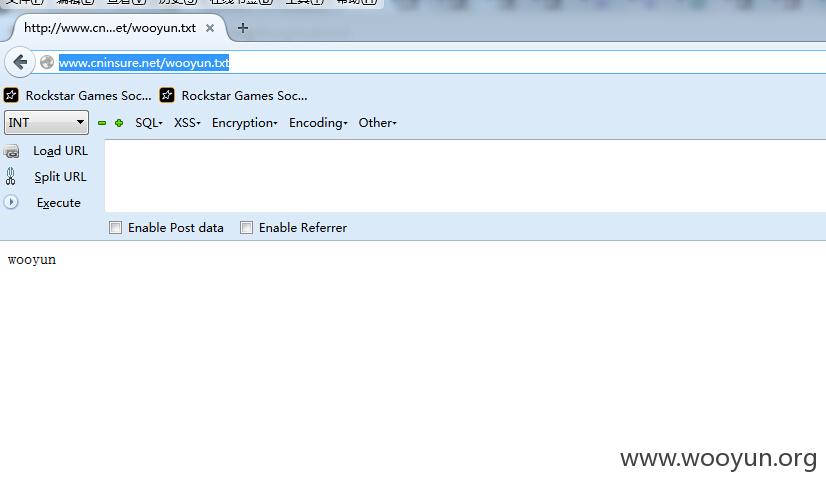 http://www.cn...et/wooyun.txt
www.cninsure.net/wooyun.txt
Rockstar Games Soc... Rockstar Games Soc...
INT SQL XSS Encryption Encoding Other
Load URL
Split URL
Execute
Enable Post data Enable Referrer
wooyun
www.wooyun.org